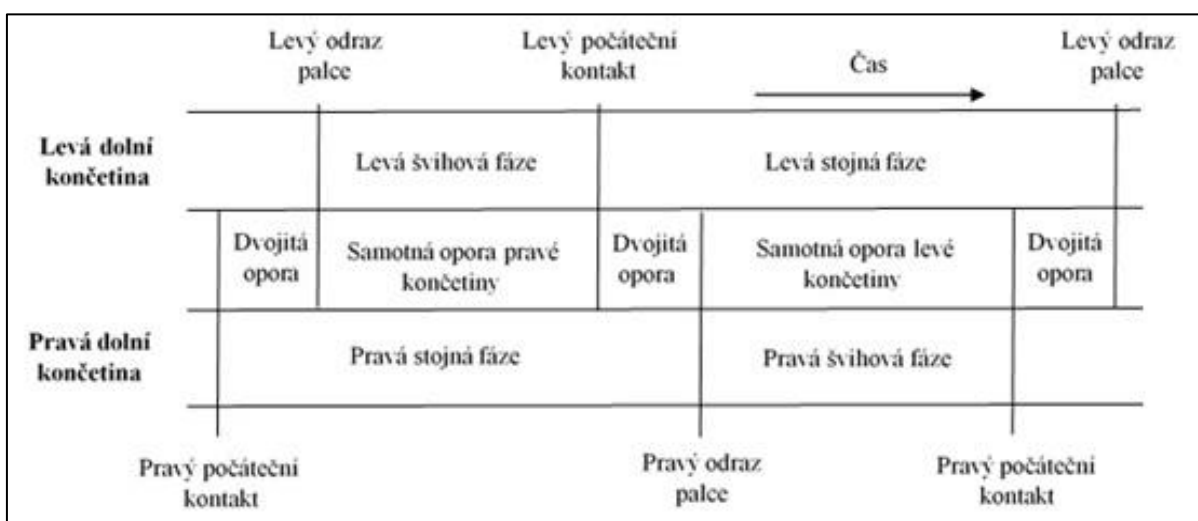 Levý odraz
palce
Levý počáteční
kontakt
Čas
Levý odraz
palce
Levá dolní
končetina
Levá švihová fáze
Levá stojná fáze
Dvojitá
opora
Samotná opora pravé
končetiny
Dvojitá
opora
Samotná opora levé
končetiny
Dvojitá
opora
Pravá dolní
končetina
Pravá stojná fáze
Pravá švihová fáze
Pravý počáteční
kontakt
Pravý odraz
palce
Pravý počáteční
kontakt